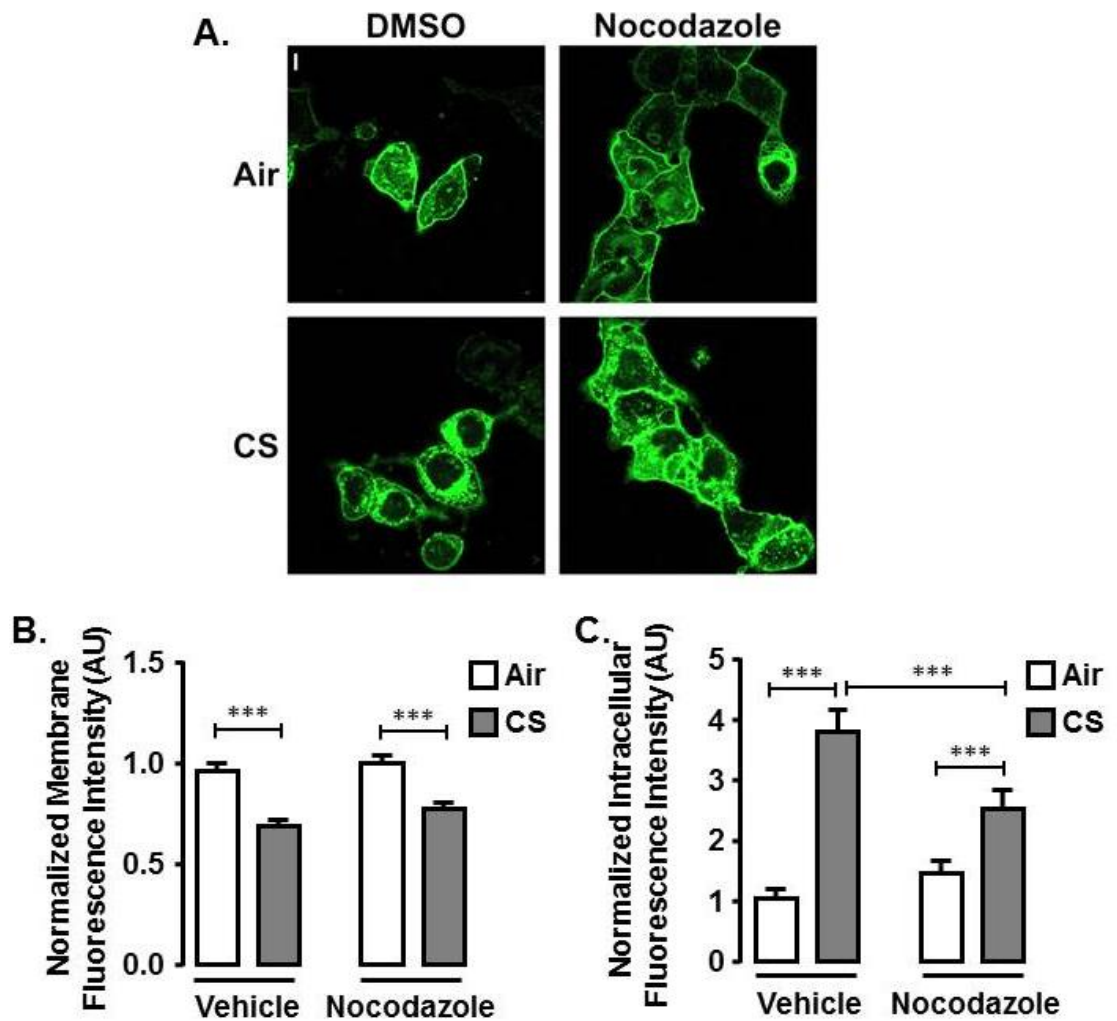 A.
DMSO
Nocodazole
Air
CS
B.
Normalized Membrane
Fluorescence Intensity (AU)
1.5
1.0
0.5
0.0
***
***
Air
CS
Vehicle
Nocodazole
C.
Normalized Intracellular
Fluorescence Intensity (AU)
5
4
3
2
1
0
***
***
***
Air
CS
Vehicle
Nocodazole